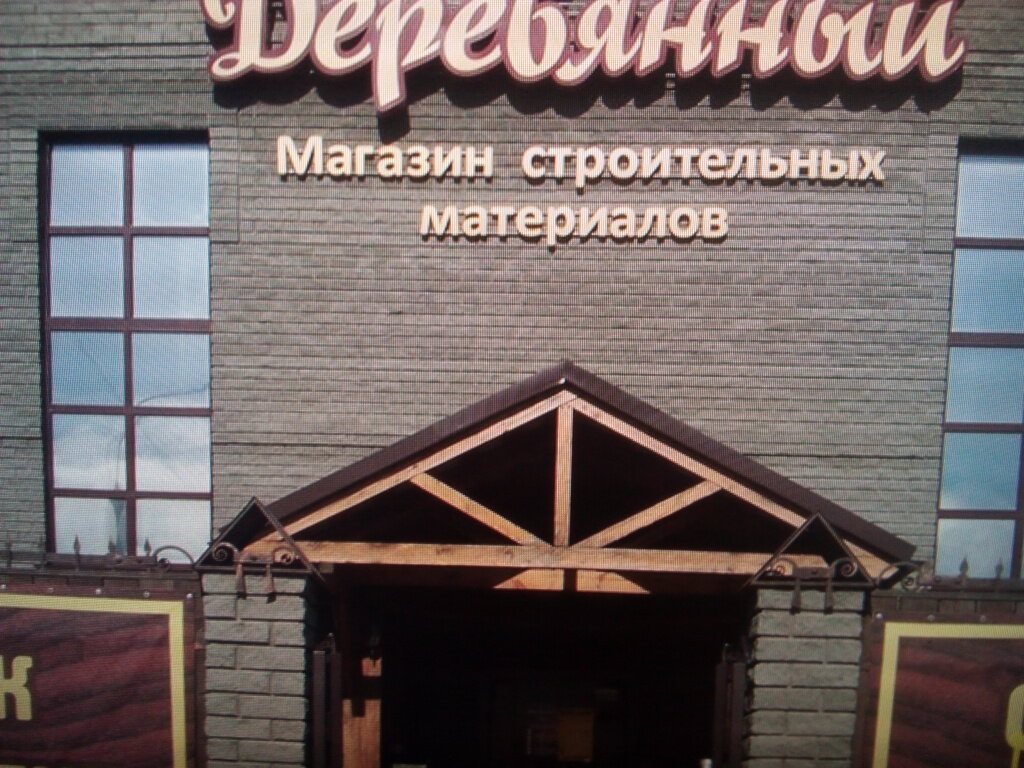 Деревянный
Магазин строительных
материалов
к